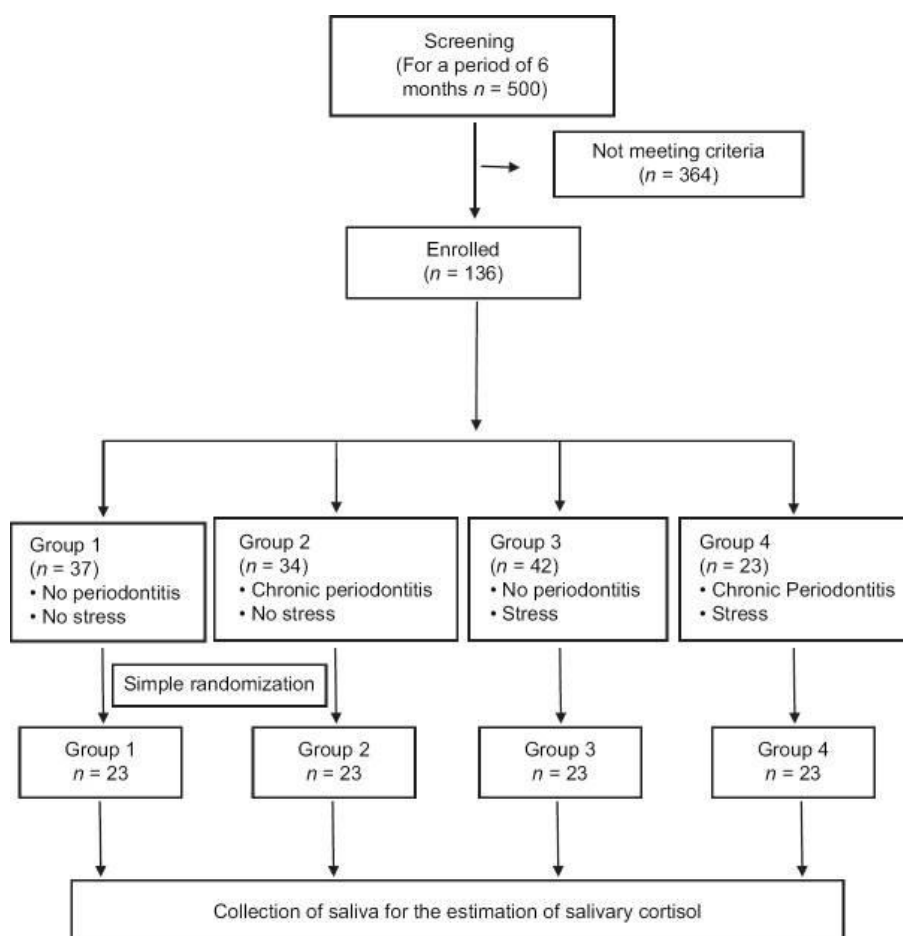 Screening
(For a period of 6
months n = 500)
Not meeting criteria
(n = 364)
Enrolled
(n = 136)
Group 1
(n = 37)
• No periodontitis
• No stress
Group 2
(n = 34)
• Chronic periodontitis
• No stress
Group 3
(n = 42)
• No periodontitis
• Stress
Group 4
(n = 23)
• Chronic Periodontitis
• Stress
Simple randomization
Group 1
n = 23
Group 2
n = 23
Group 3
n = 23
Group 4
n = 23
Collection of saliva for the estimation of salivary cortisol